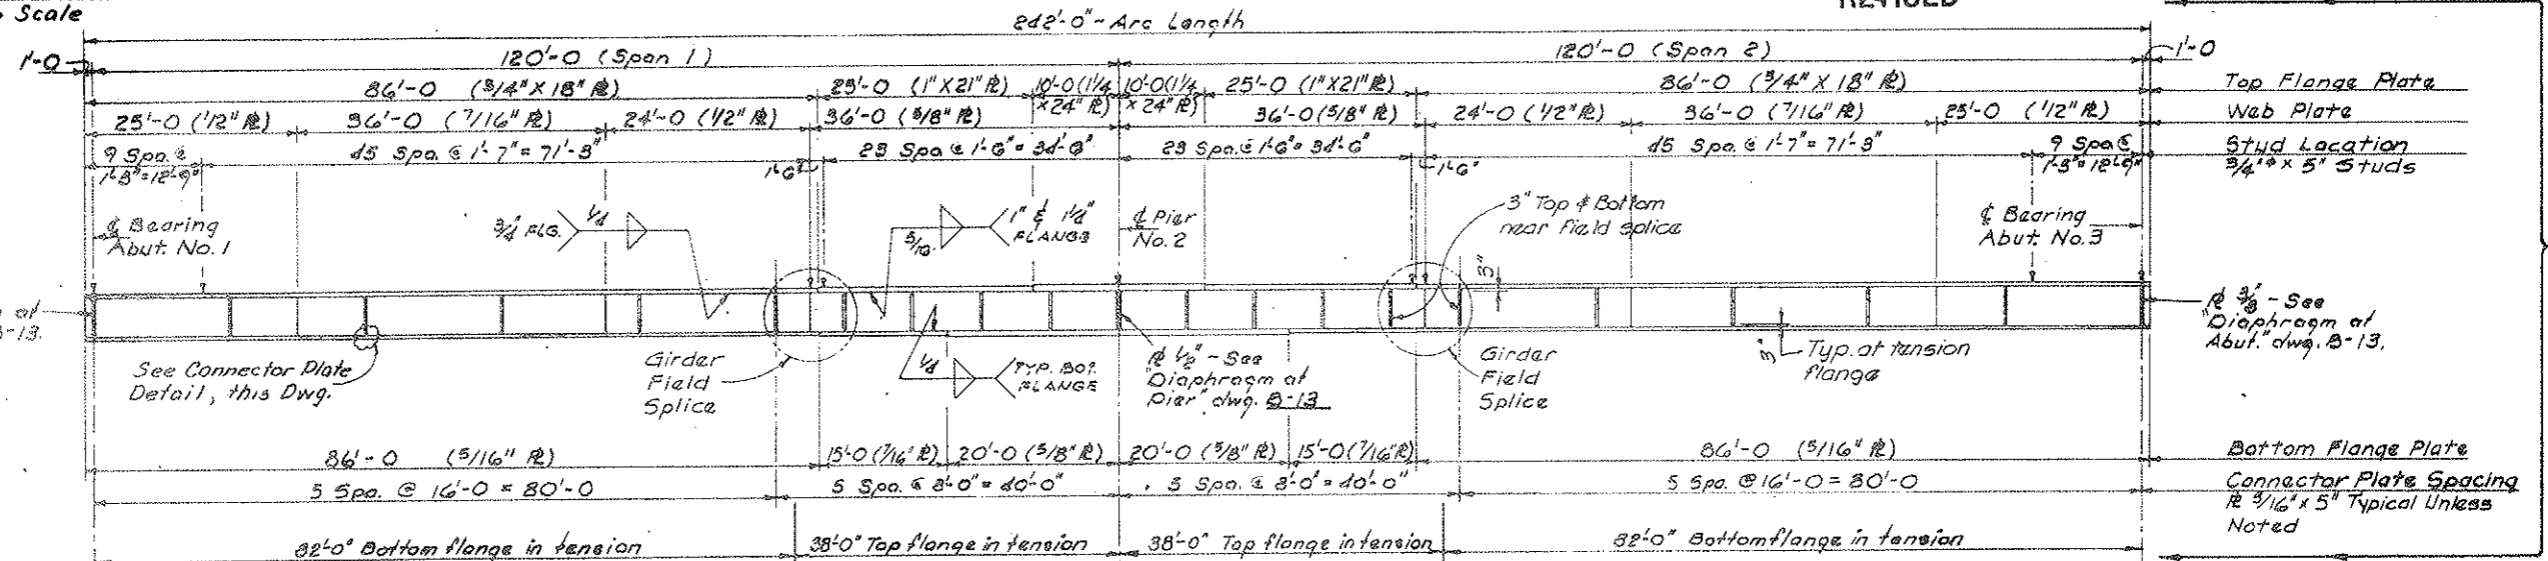 Scale
REVISED
242'-0" ~ Arc Length
1'-0 120'-0 (Span 1) 120'-0 (Span 2) 1'-0
86'-0 (3/4" X 18" ℄) 25'-0 (1" X 21" ℄) 10'-0 (1 1/4 x 24" ℄) 10'-0 (1 1/4 x 24" ℄) 25'-0 (1" X 21" ℄) 86'-0 (3/4" X 18" ℄) Top Flange Plate
25'-0 (1/2" ℄) 36'-0 (7/16" ℄) 24'-0 (1/2" ℄) 36'-0 (5/8" ℄) 36'-0 (5/8" ℄) 24'-0 (1/2" ℄) 36'-0 (7/16" ℄) 25'-0 (1/2" ℄) Web Plate
9 Spa. @ 1'-5" = 12'-9" 45 Spa. @ 1'-7" = 71'-3" 1'-6" 23 Spa. @ 1'-6" = 34'-6" 23 Spa. @ 1'-6" = 34'-6" 1'-6" 45 Spa. @ 1'-7" = 71'-3" 9 Spa @ 1'-5" = 12'-9" Stud Location
3/4" ϕ x 5" Studs
℄ Bearing
Abut. No. 1
3/4 FLG. 1/4
5/16 1" & 1 1/4"
FLANGE
℄ Pier
No. 2
3" Top & Bottom
near field splice
3"
℄ Bearing
Abut. No. 3
at
B-13.
See Connector Plate
Detail, this Dwg.
Girder
Field
Splice
1/4 TYP. BOT.
FLANGE
℄ 1/2" - See
"Diaphragm at
Pier" dwg. B-13
Girder
Field
Splice
3" Typ. at tension
flange
℄ 3/8 - See
"Diaphragm at
Abut." dwg. B-13.
86'-0 (5/16" ℄) 15'-0 (7/16" ℄) 20'-0 (5/8" ℄) 20'-0 (5/8" ℄) 15'-0 (7/16" ℄) 86'-0 (5/16" ℄) Bottom Flange Plate
5 Spa. @ 16'-0 = 80'-0 5 Spa. @ 8'-0" = 40'-0" 5 Spa. @ 8'-0" = 40'-0" 5 Spa. @ 16'-0 = 80'-0 Connector Plate Spacing
℄ 5/16" x 5" Typical Unless
Noted
82'-0" Bottom flange in tension 38'-0" Top flange in tension 38'-0" Top flange in tension 82'-0" Bottom flange in tension